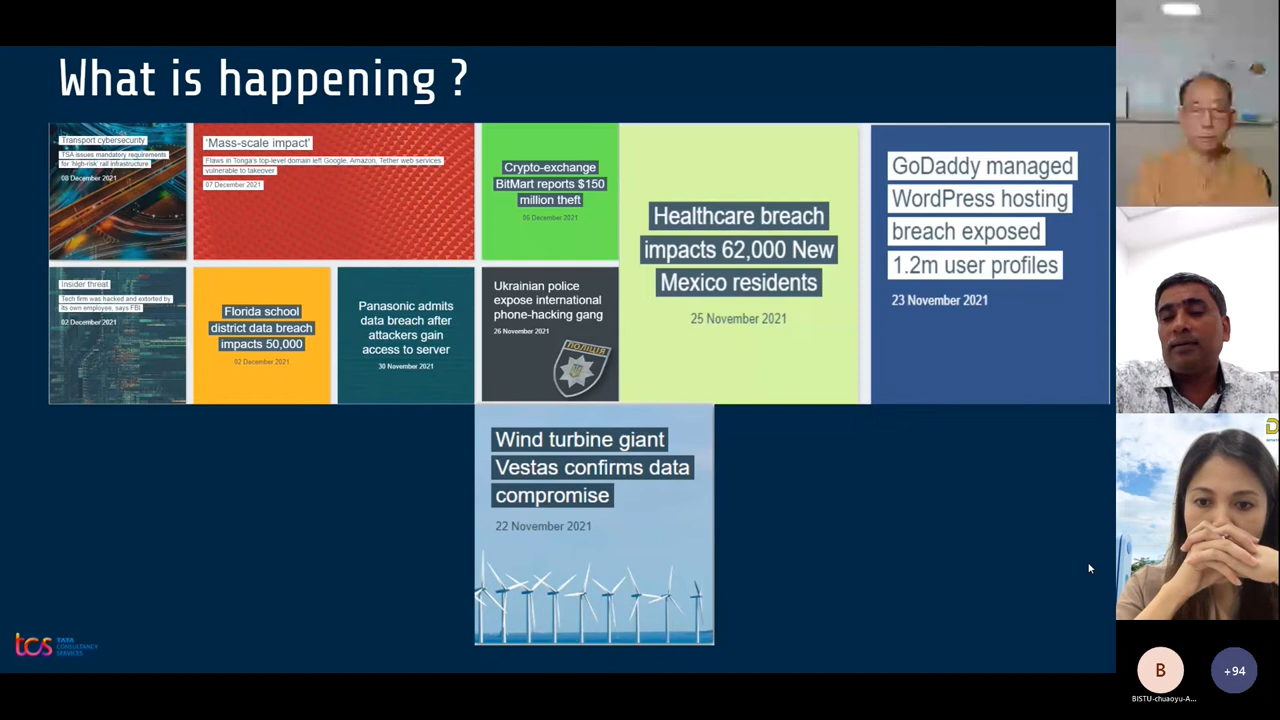 What is happening ?
Transport cybersecurity
TSA issues mandatory requirements
for 'high-risk' rail infrastructure
08 December 2021
'Mass-scale impact'
Flaws in Tonga's top-level domain left Google, Amazon, Tether web services
vulnerable to takeover
07 December 2021
Crypto-exchange
BitMart reports $150
million theft
06 December 2021
Healthcare breach
impacts 62,000 New
Mexico residents
25 November 2021
GoDaddy managed
WordPress hosting
breach exposed
1.2m user profiles
23 November 2021
Insider threat
Tech firm was hacked and extorted by
its own employee, says FBI
02 December 2021
Florida school
district data breach
impacts 50,000
02 December 2021
Panasonic admits
data breach after
attackers gain
access to server
30 November 2021
Ukrainian police
expose international
phone-hacking gang
26 November 2021
ПОЛІЦІЯ
Wind turbine giant
Vestas confirms data
compromise
22 November 2021
tcs TATA
CONSULTANCY
SERVICES
D
B
+94
BISTU-chuaoyu-A...